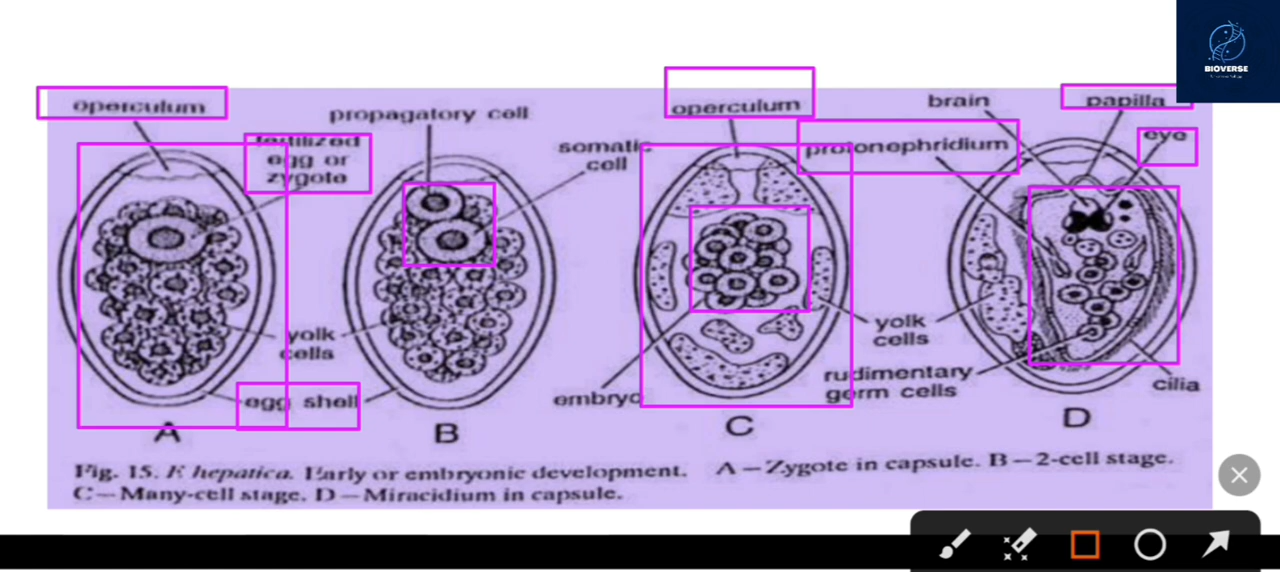 BIOVERSE
operculum
fertilized
egg or
zygote
propagatory cell
somatic
cell
operculum
protonephridium
brain
papilla
eye
yolk
cells
egg shell
embryo
yolk
cells
rudimentary
germ cells
cilia
A
B
C
D
Fig. 15. F. hepatica. Early or embryonic development. A—Zygote in capsule. B—2-cell stage.
C—Many-cell stage. D—Miracidium in capsule.